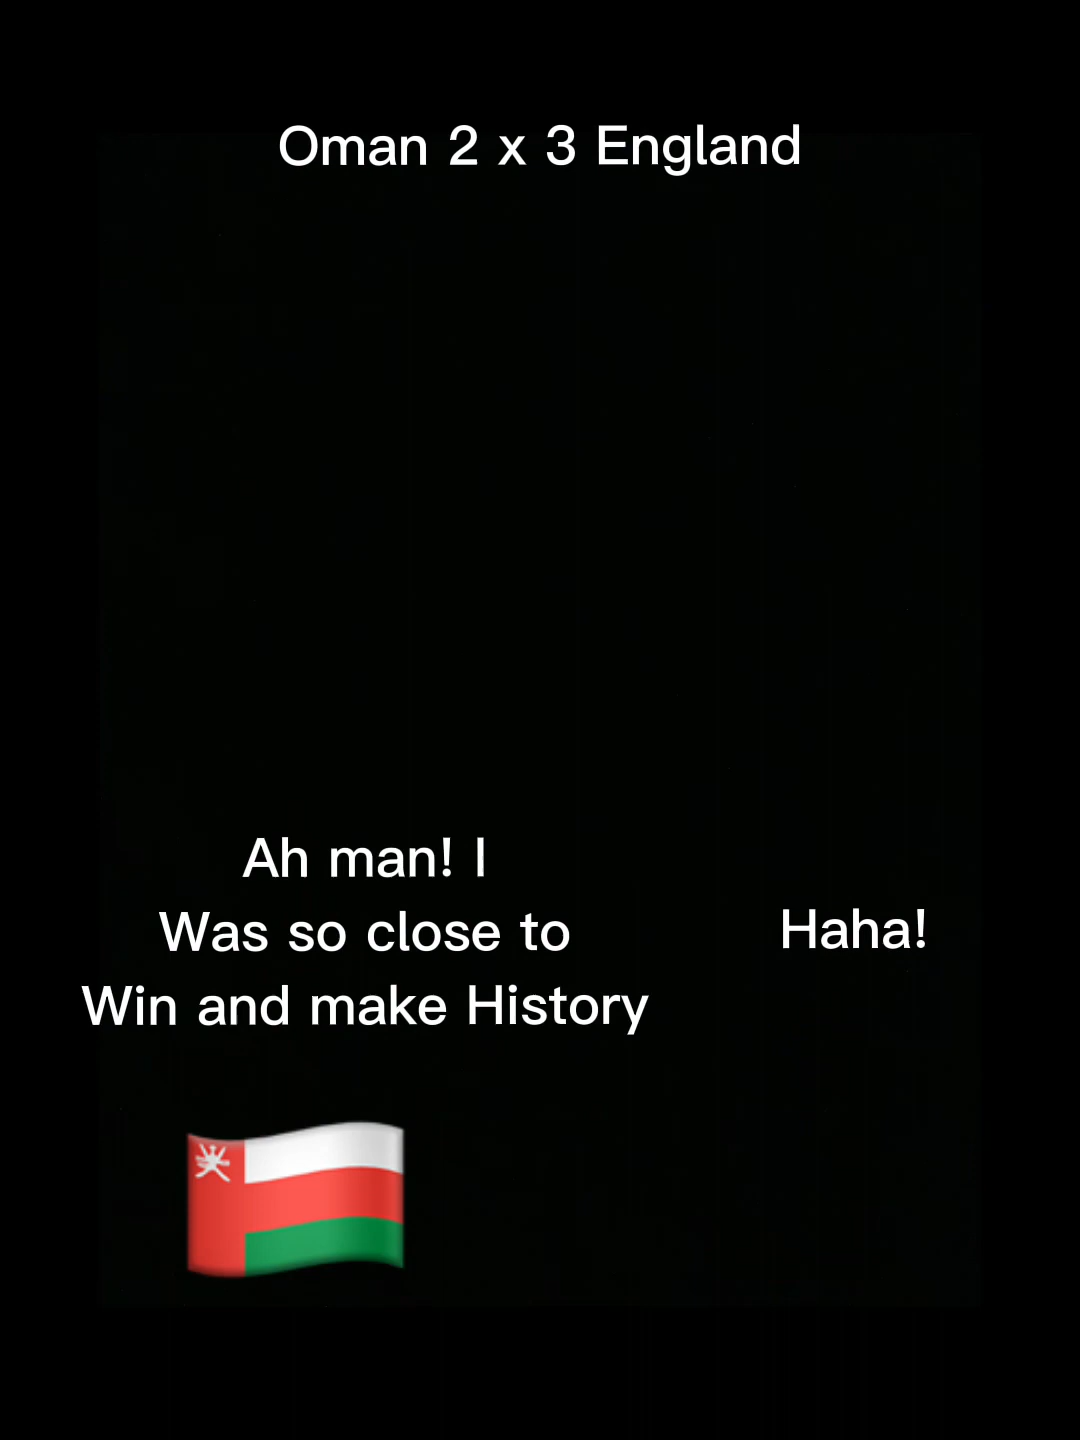 Oman 2 x 3 England
Ah man! I
Was so close to
Win and make History
Haha!